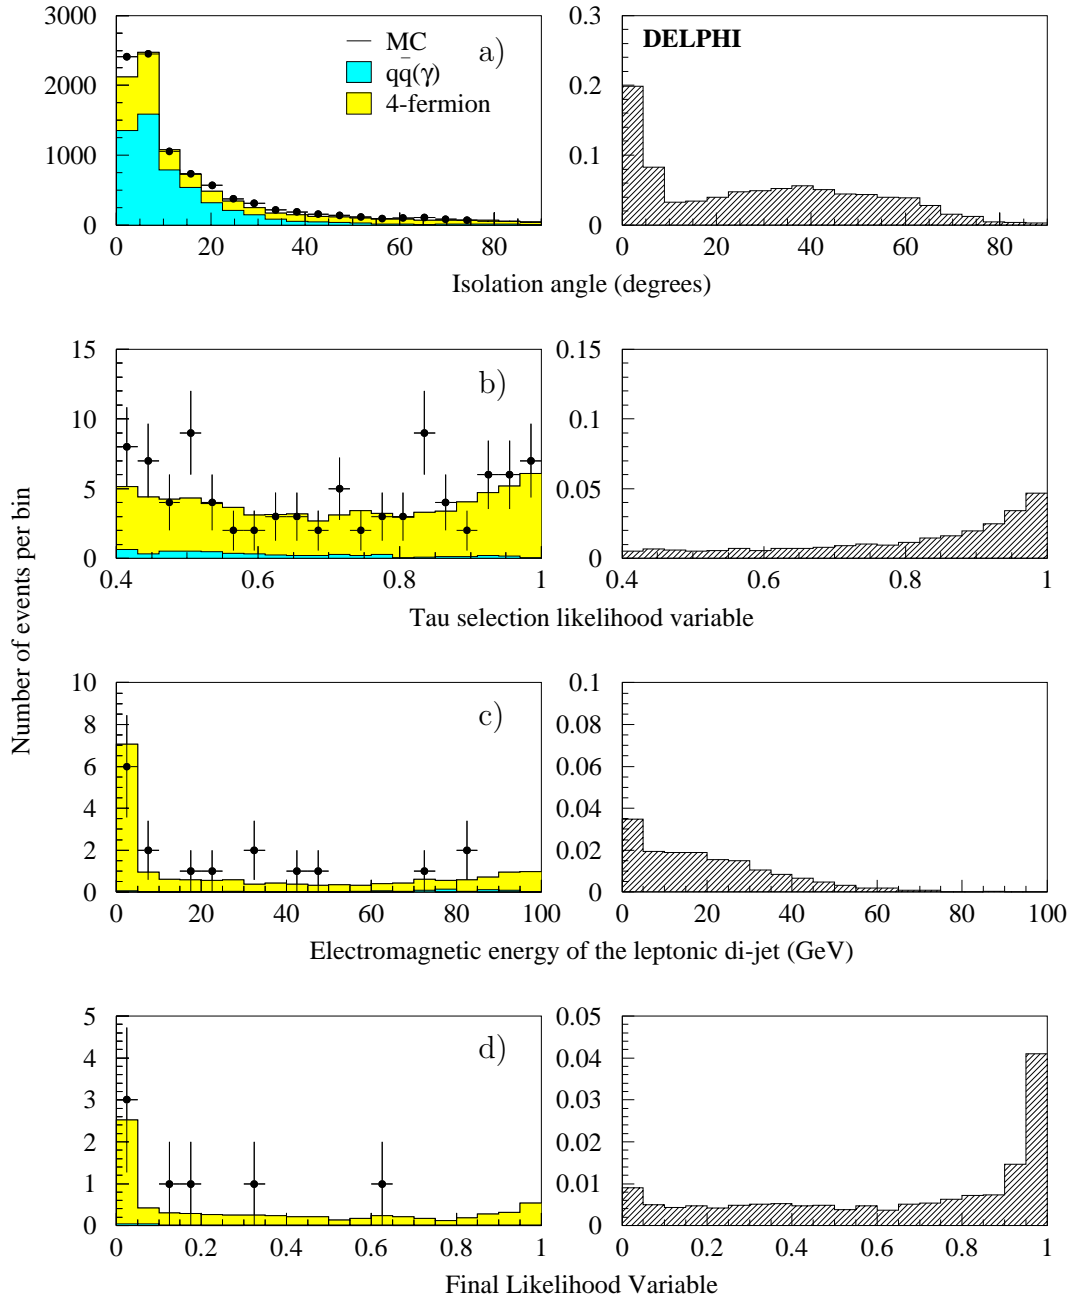 Number of events per bin
3000
2000
1000
0
MC
qq̄(γ)
4-fermion
a)
0 20 40 60 80
0.3
0.2
0.1
0
DELPHI
0 20 40 60 80
Isolation angle (degrees)
15
10
5
0
b)
0.4 0.6 0.8 1
0.15
0.1
0.05
0
0.4 0.6 0.8 1
Tau selection likelihood variable
10
8
6
4
2
0
c)
0 20 40 60 80 100
0.1
0.08
0.06
0.04
0.02
0
0 20 40 60 80 100
Electromagnetic energy of the leptonic di-jet (GeV)
5
4
3
2
1
0
d)
0 0.2 0.4 0.6 0.8 1
0.05
0.04
0.03
0.02
0.01
0
0 0.2 0.4 0.6 0.8 1
Final Likelihood Variable